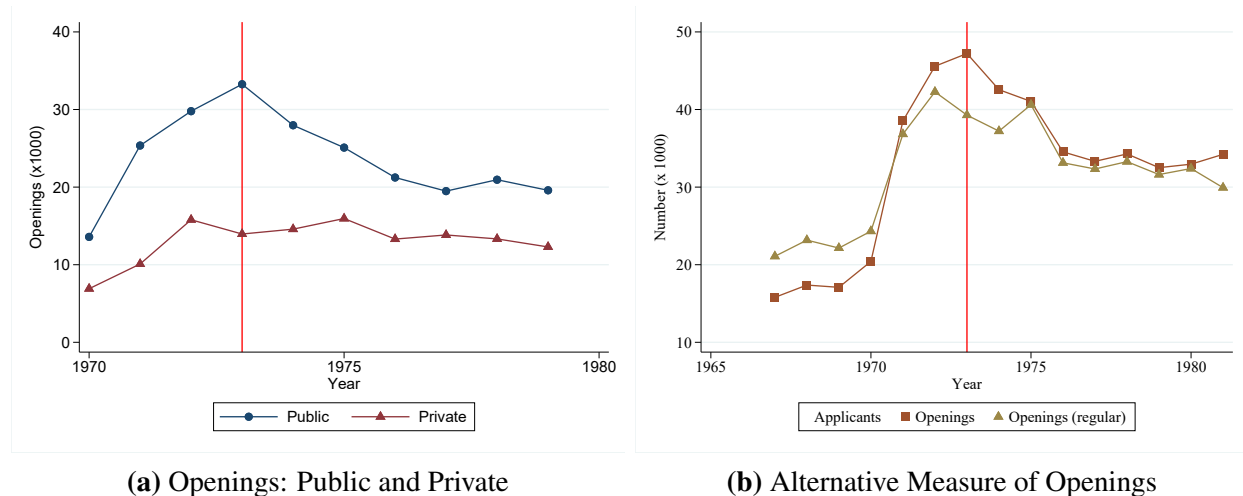 40
30
20
10
0
Openings (x1000)
1970
1975
1980
Year
Public
Private
(a) Openings: Public and Private
50
40
30
20
10
Number (x 1000)
1965
1970
1975
1980
Year
Applicants
Openings
Openings (regular)
(b) Alternative Measure of Openings